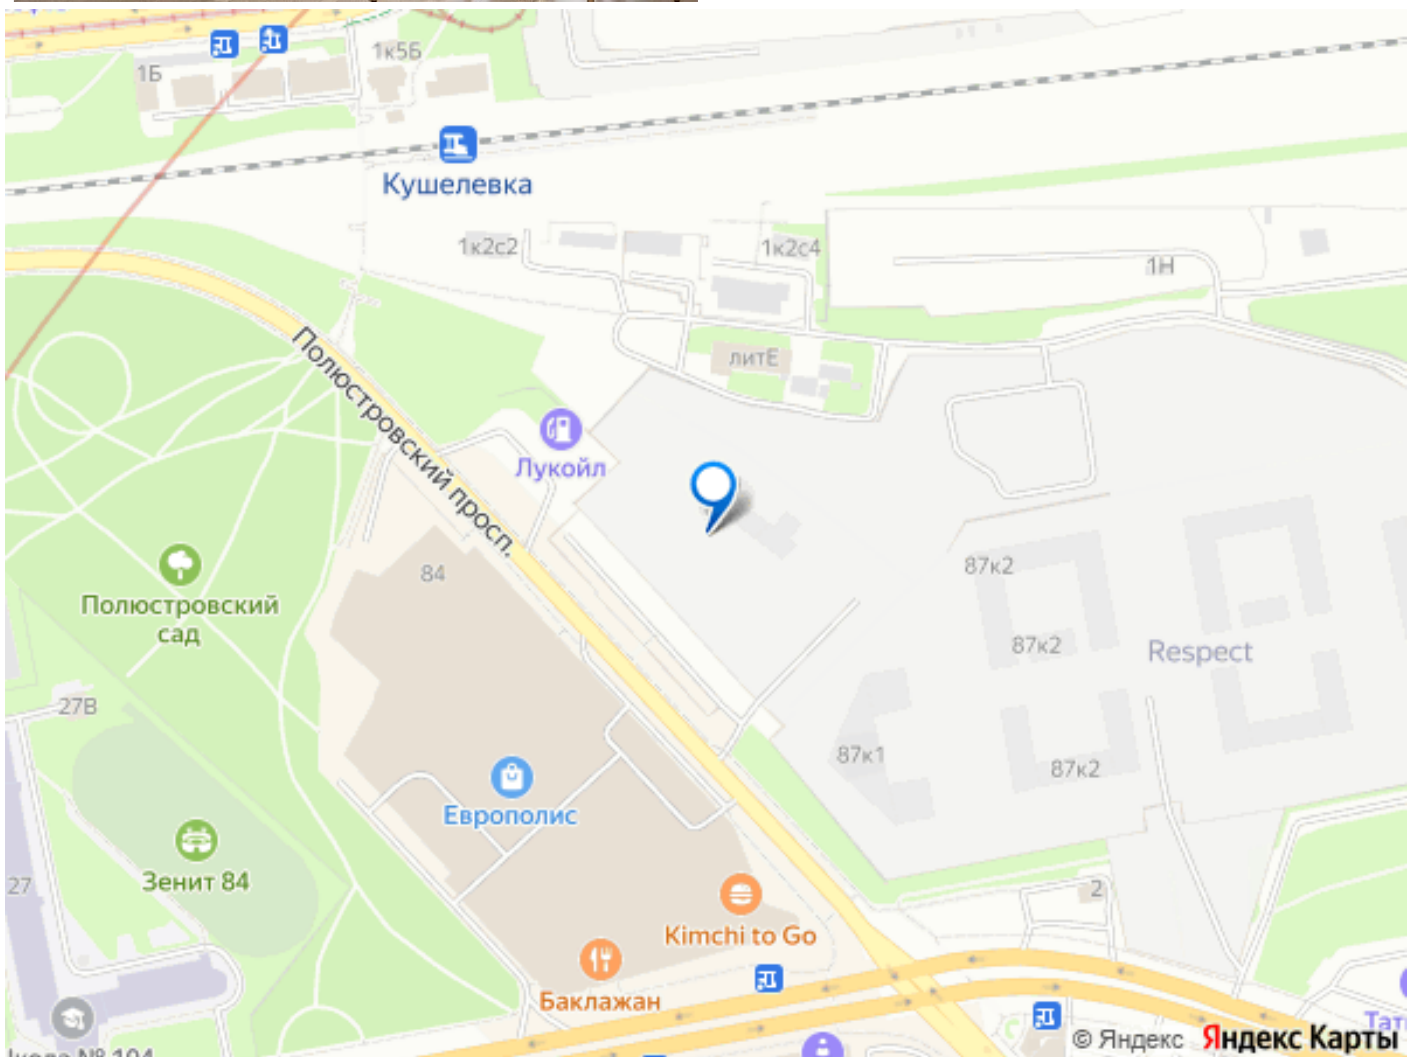 1к5Б
1Б
Кушелевка
1к2с2
1к2с4
1Н
Полюстровский просп.
литЕ
Лукойл
84
87к2
Полюстровский
сад
87к2
Respect
27В
87к1
87к2
Европолис
Зенит 84
27
2
Kimchi to Go
Баклажан
© Яндекс Яндекс Карты